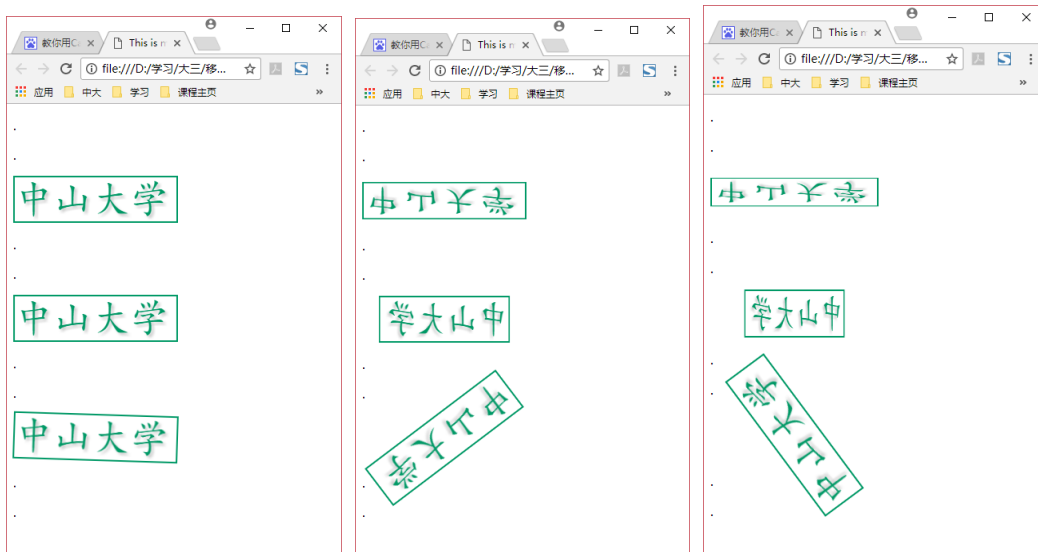 教你用Ca
This is n
file:///D:/学习/大三/移...
应用
中大
学习
课程主页
»
中山大学
中山大学
中山大学
教你用Ca
This is n
file:///D:/学习/大三/移...
应用
中大
学习
课程主页
»
中山大学
中山大学
中山大学
教你用Ca
This is n
file:///D:/学习/大三/移...
应用
中大
学习
课程主页
»
中山大学
中山大学
中山大学